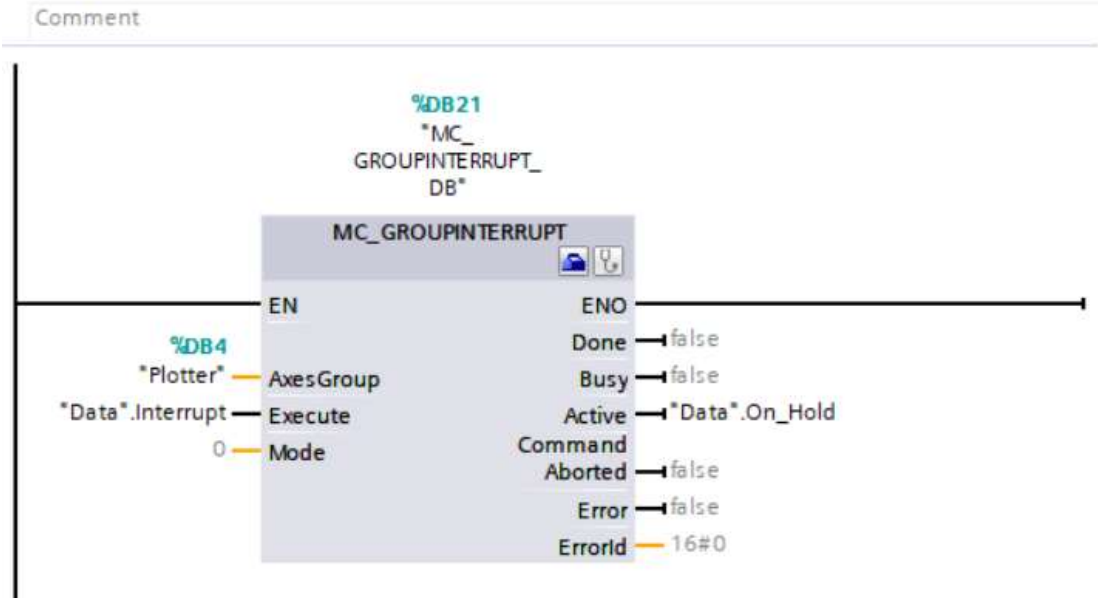 Comment
%DB21
"MC_
GROUPINTERRUPT_
DB"
MC_GROUPINTERRUPT
EN ENO
%DB4
Done false
"Plotter" AxesGroup Busy false
"Data".Interrupt Execute Active "Data".On_Hold
0 Mode Command
Aborted false
Error false
ErrorId 16#0